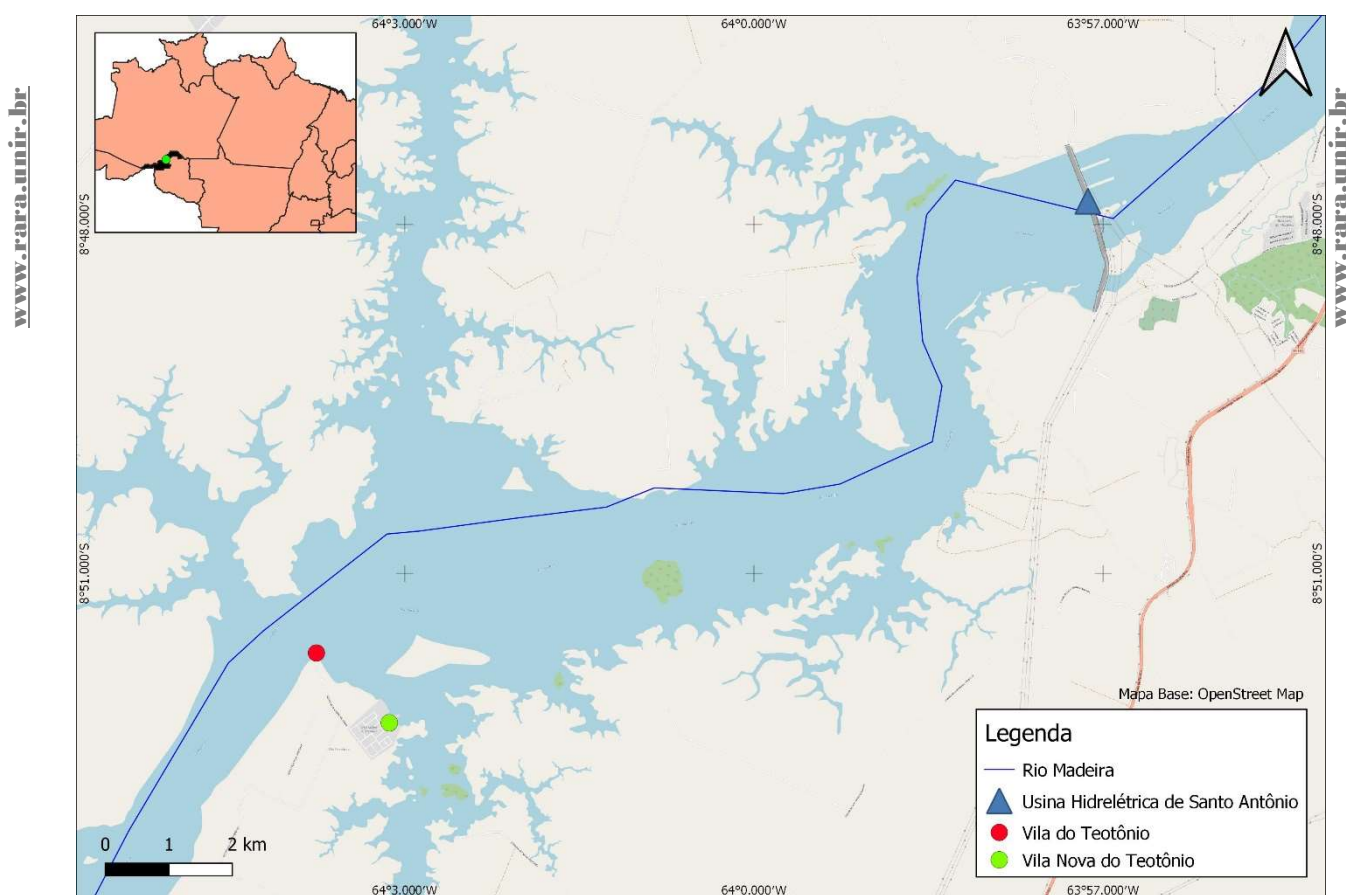 www.rara.unir.br
www.rara.unir.br
64°3.000'W
64°0.000'W
63°57.000'W
8°48.000'S
8°48.000'S
8°51.000'S
8°51.000'S
Mapa Base: OpenStreet Map
Legenda
Rio Madeira
Usina Hidrelétrica de Santo Antônio
Vila do Teotônio
Vila Nova do Teotônio
0 1 2 km
64°3.000'W
64°0.000'W
63°57.000'W